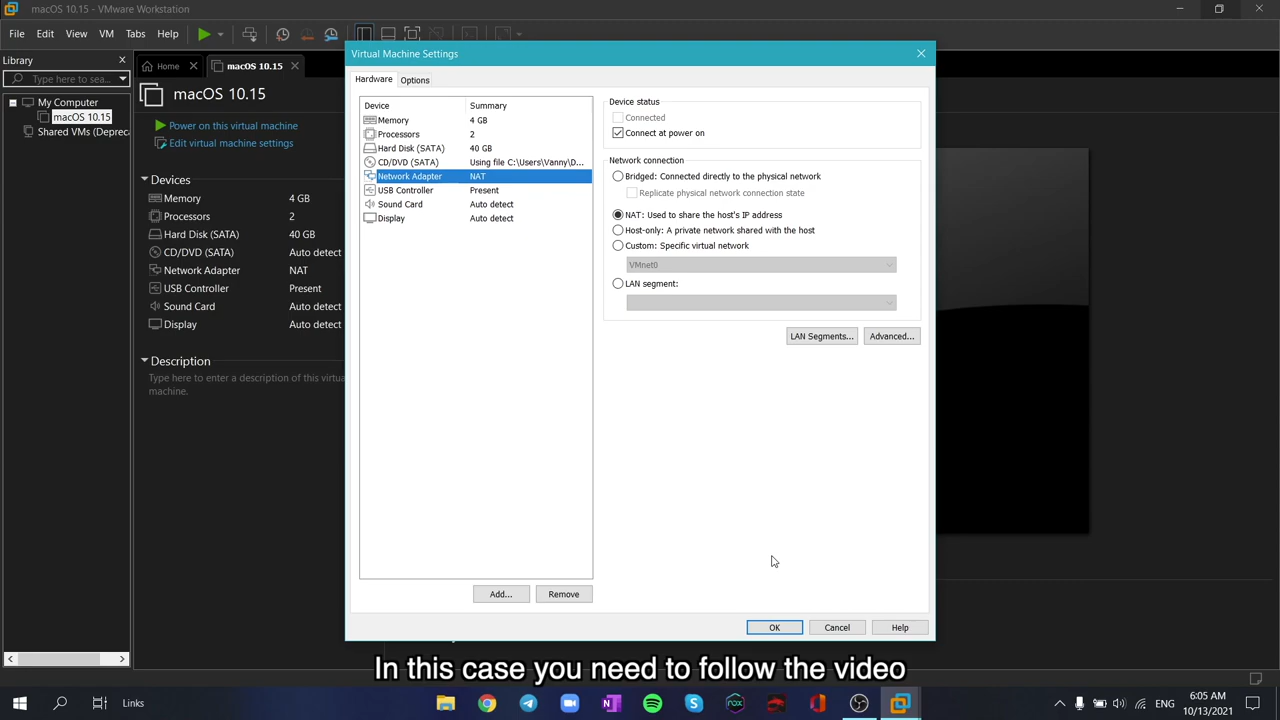 macOS 10.15 - VMware Workstation
File Edit View VM Tabs Help
Library
Type here to sea...
My Computer
macOS 10.15
Shared VMs (Deprec
Home
macOS 10.15
macOS 10.15
Power on this virtual machine
Edit virtual machine settings
Devices
Memory 4 GB
Processors 2
Hard Disk (SATA) 40 GB
CD/DVD (SATA) Auto detect
Network Adapter NAT
USB Controller Present
Sound Card Auto detect
Display Auto detect
Description
Type here to enter a description of this virtua
machine.
Virtual Machine Settings
Hardware Options
Device Summary
Memory 4 GB
Processors 2
Hard Disk (SATA) 40 GB
CD/DVD (SATA) Using file C:\Users\Vanny\D...
Network Adapter NAT
USB Controller Present
Sound Card Auto detect
Display Auto detect
Add... Remove
Device status
Connected
Connect at power on
Network connection
Bridged: Connected directly to the physical network
Replicate physical network connection state
NAT: Used to share the host's IP address
Host-only: A private network shared with the host
Custom: Specific virtual network
VMnet0
LAN segment:
LAN Segments... Advanced...
OK Cancel Help
In this case you need to follow the video
Links
6:05 AM
10/13/2021